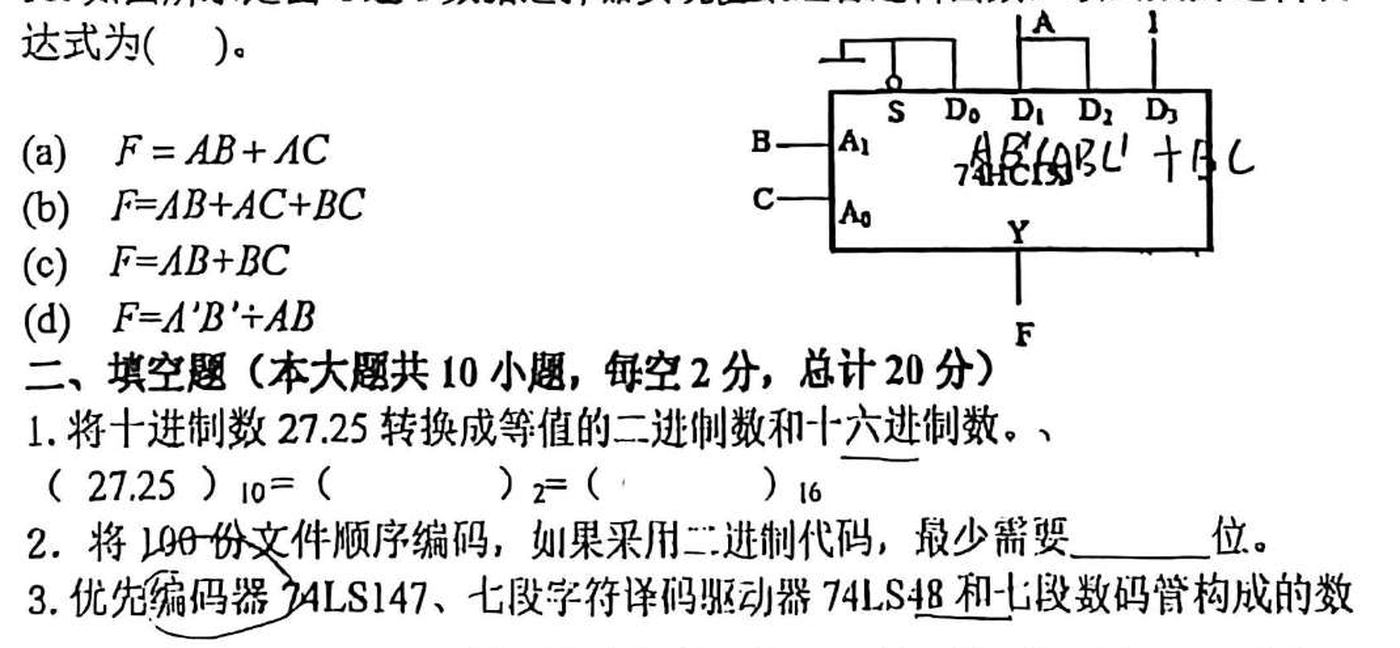 达式为( )。
A 1
S D₀ D₁ D₂ D₃
(a) F = AB + AC
B A₁
74HC153
(b) F=AB+AC+BC
C A₀
Y
(c) F=AB+BC
(d) F=A'B'+AB
F
二、填空题（本大题共 10 小题，每空 2 分，总计 20 分）
1. 将十进制数 27.25 转换成等值的二进制数和十六进制数。、
（ 27.25 ）10=（ ）2=（ ）16
2. 将 100 份文件顺序编码，如果采用二进制代码，最少需要______位。
3. 优先编码器 74LS147、七段字符译码驱动器 74LS48 和七段数码管构成的数